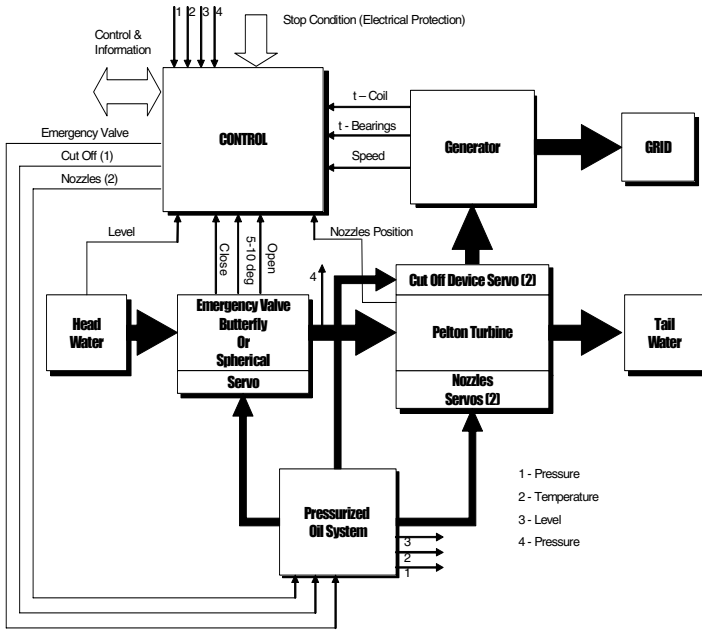 1 2 3 4
Stop Condition (Electrical Protection)
Control &
Information
Emergency Valve
Cut Off (1)
Nozzles (2)
CONTROL
t – Coil
t - Bearings
Speed
Generator
GRID
Level
Close
5-10 deg
Open
Nozzles Position
4
Head
Water
Emergency Valve
Butterfly
Or
Spherical
Servo
Cut Off Device Servo (2)
Pelton Turbine
Nozzles
Servos (2)
Tail
Water
Pressurized
Oil System
3
2
1
1 - Pressure
2 - Temperature
3 - Level
4 - Pressure